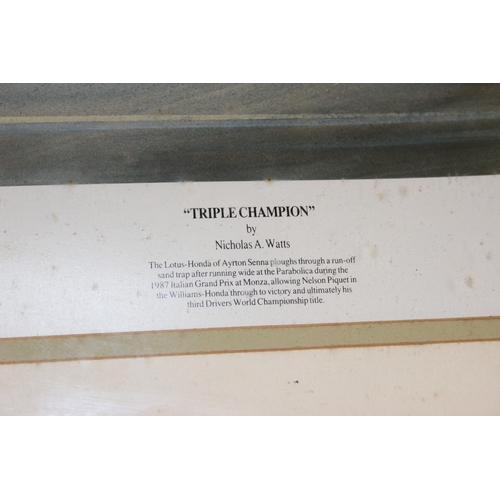 "TRIPLE CHAMPION"
by
Nicholas A. Watts
The Lotus-Honda of Ayrton Senna ploughs through a run-off
sand trap after running wide at the Parabolica during the
1987 Italian Grand Prix at Monza, allowing Nelson Piquet in
the Williams-Honda through to victory and ultimately his
third Drivers World Championship title.